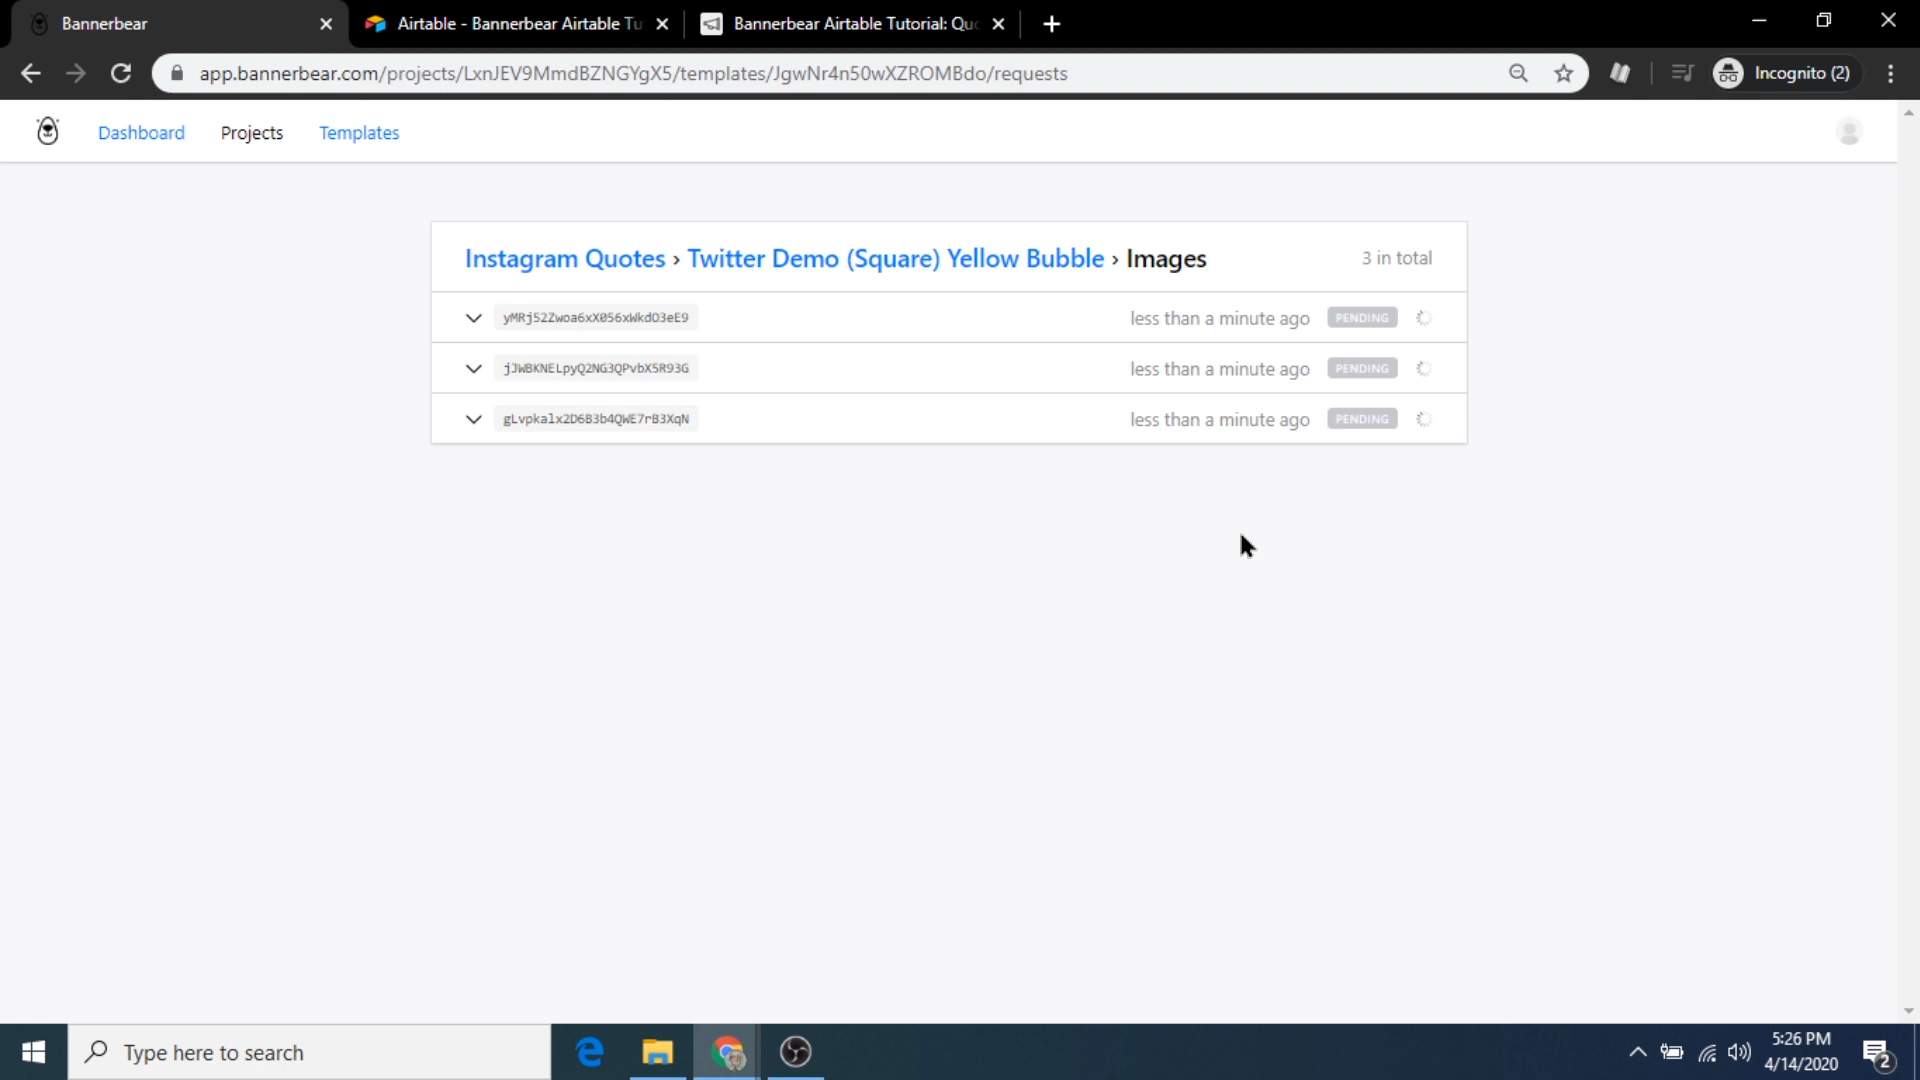 Bannerbear
Airtable - Bannerbear Airtable Tu
Bannerbear Airtable Tutorial: Quo
app.bannerbear.com/projects/LxnJEV9MmdBZNGYgX5/templates/JgwNr4n50wXZROMBdo/requests
Incognito (2)
Dashboard
Projects
Templates
Instagram Quotes › Twitter Demo (Square) Yellow Bubble › Images
3 in total
yMRj52Zwoa6xX056xWkdO3eE9
less than a minute ago
PENDING
jJWBKNELpyQ2NG3QPvbX5R93G
less than a minute ago
PENDING
gLvpkalx2D6B3b4QWE7rB3XqN
less than a minute ago
PENDING
Type here to search
5:26 PM
4/14/2020
2